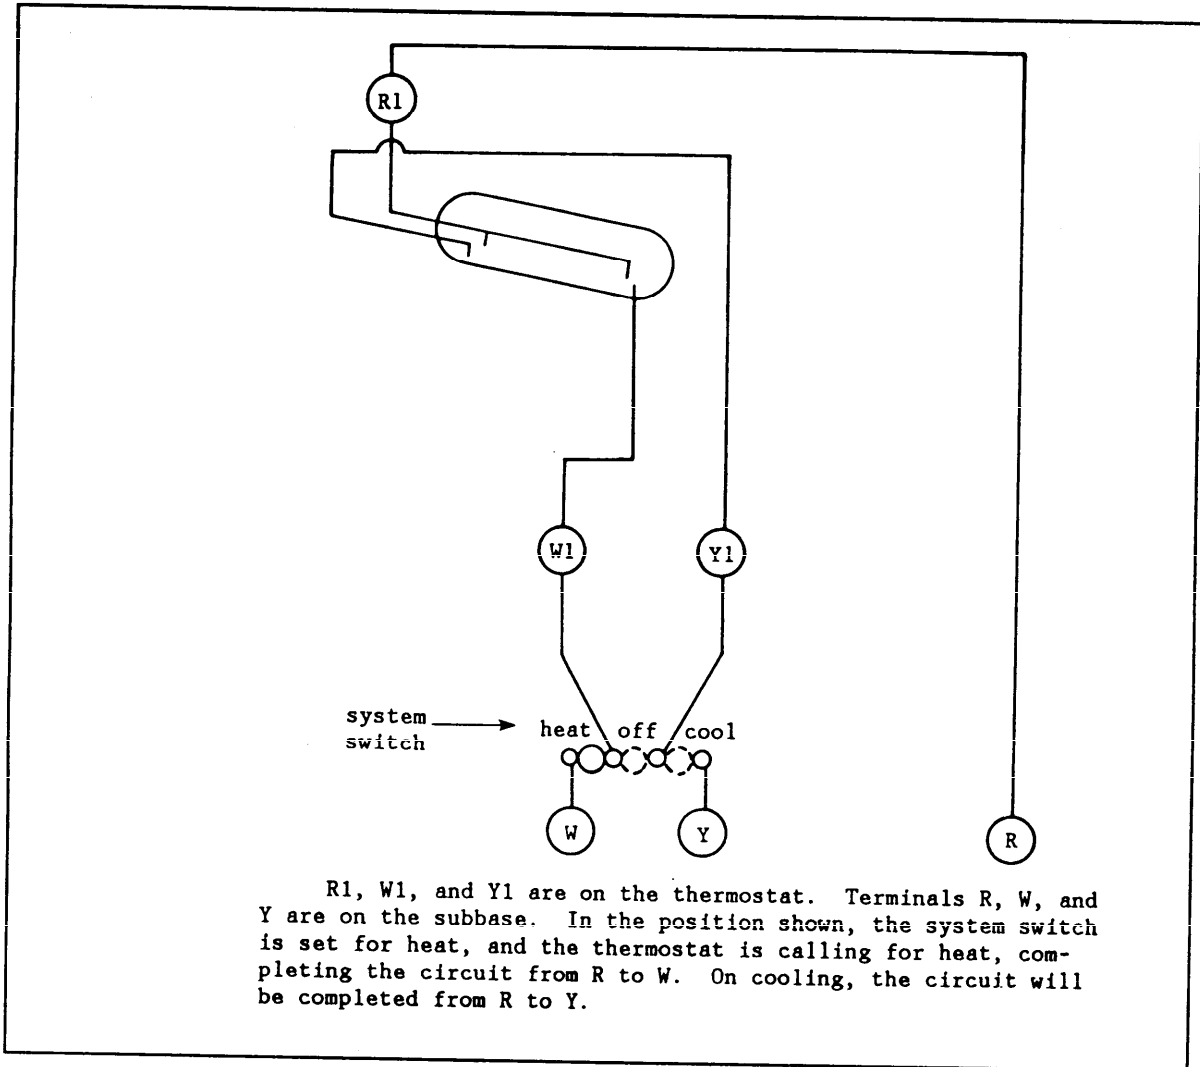 R1
W1
Y1
system
switch
heat off cool
W
Y
R
R1, W1, and Y1 are on the thermostat. Terminals R, W, and
Y are on the subbase. In the position shown, the system switch
is set for heat, and the thermostat is calling for heat, com-
pleting the circuit from R to W. On cooling, the circuit will
be completed from R to Y.